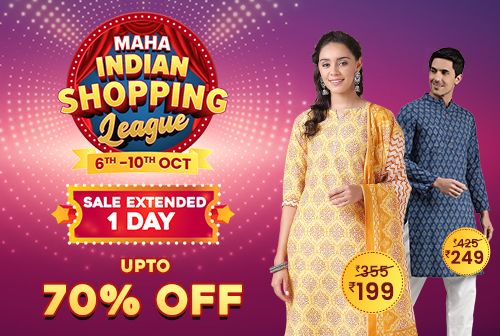 MAHA
INDIAN
SHOPPING
League
6TH -10TH OCT
SALE EXTENDED
1 DAY
UPTO
70% OFF
₹355
₹199
₹425
₹249